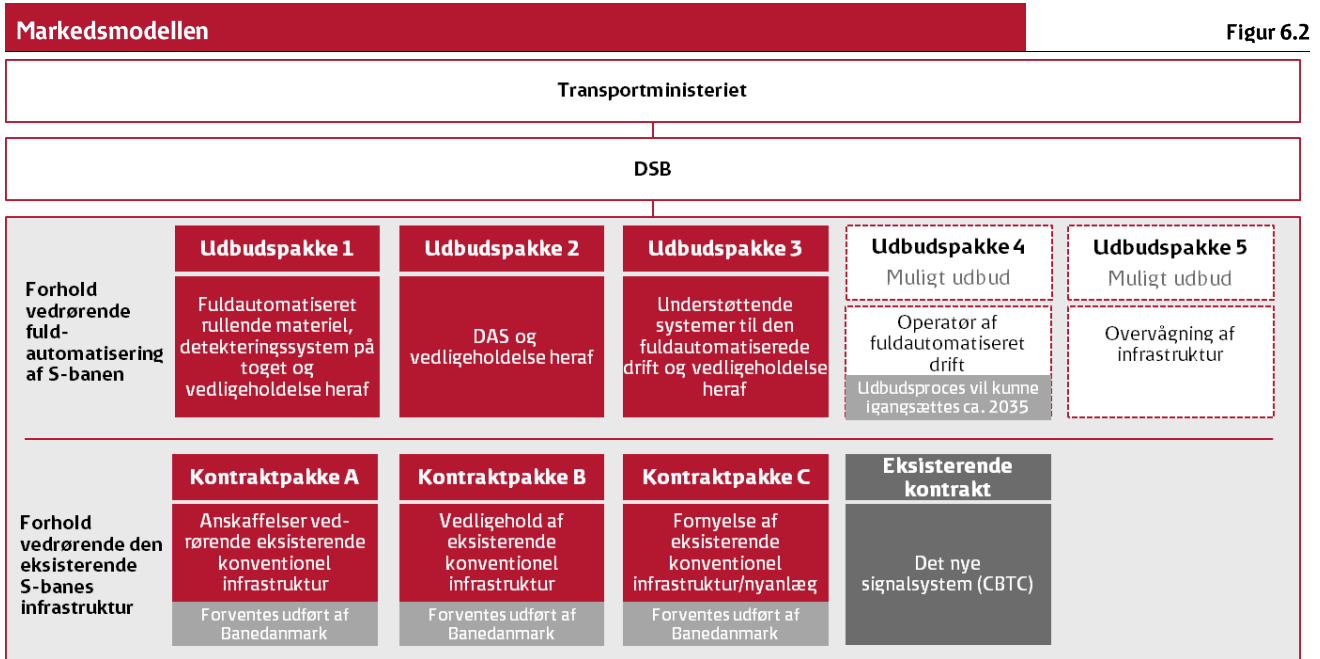 Markedsmodellen
Figur 6.2
Transportministeriet
DSB
Forhold
vedrørende
fuld-
automatisering
af S-banen
Udbudspakke 1
Fuldautomatiseret
rullende materiel,
detekteringssystem på
toget og
vedligeholdelse heraf
Udbudspakke 2
DAS og
vedligeholdelse heraf
Udbudspakke 3
Understøttende
systemer til den
fuldautomatiserede
drift og vedligeholdelse
heraf
Udbudspakke 4
Muligt udbud
Operatør af
fuldautomatiseret
drift
Udbudsproces vil kunne
igangsættes ca. 2035
Udbudspakke 5
Muligt udbud
Overvågning af
infrastruktur
Forhold
vedrørende den
eksisterende
S-banes
infrastruktur
Kontraktpakke A
Anskaffelser ved-
rørende eksisterende
konventionel
infrastruktur
Forventes udført af
Banedanmark
Kontraktpakke B
Vedligehold af
eksisterende
konventionel
infrastruktur
Forventes udført af
Banedanmark
Kontraktpakke C
Fornyelse af
eksisterende
konventionel
infrastruktur/nyanlæg
Forventes udført af
Banedanmark
Eksisterende
kontrakt
Det nye
signalsystem (CBTC)